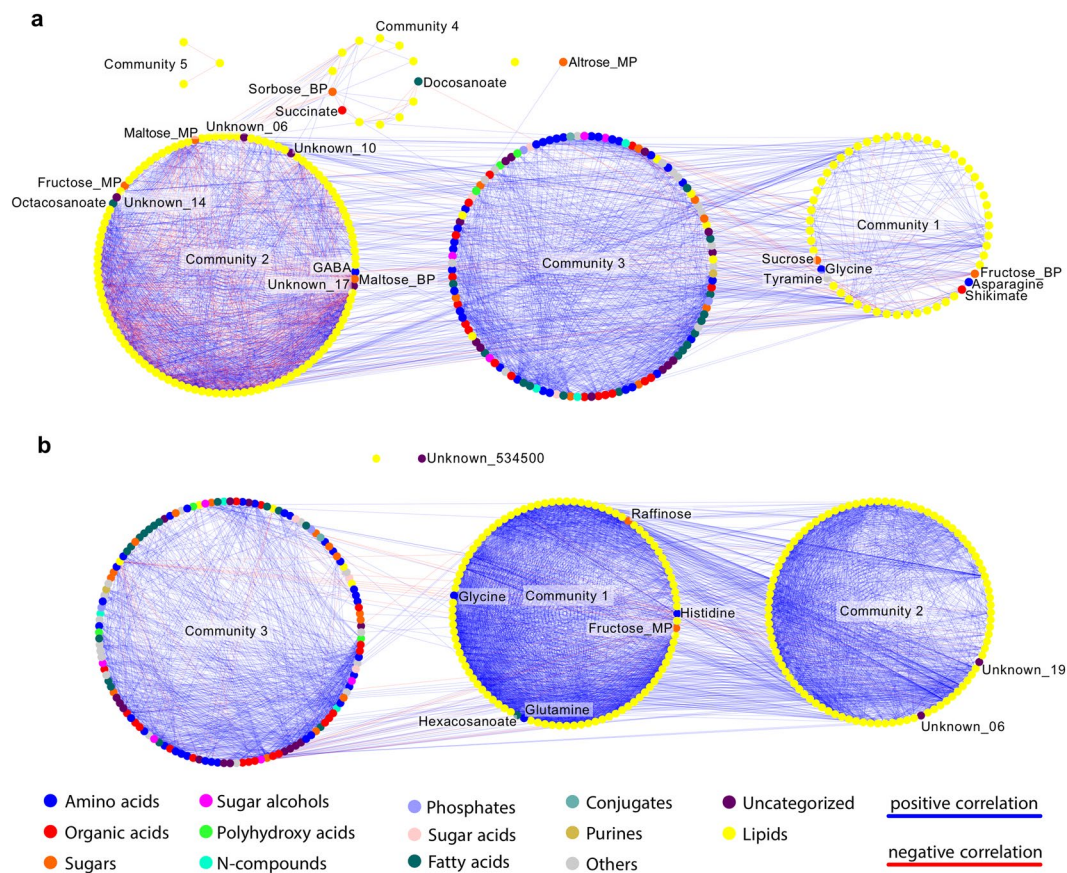 a
Community 4
Community 5
Altrose_MP
Docosanoate
Sorbose_BP
Succinate
Maltose_MP
Unknown_06
Unknown_10
Fructose_MP
Octacosanoate
Unknown_14
Community 2
GABA
Maltose_BP
Unknown_17
Community 3
Community 1
Sucrose
Glycine
Tyramine
Fructose_BP
Asparagine
Shikimate
b
Unknown_534500
Raffinose
Glycine
Community 1
Histidine
Fructose_MP
Community 2
Community 3
Unknown_19
Glutamine
Hexacosanoate
Unknown_06
Amino acids
Organic acids
Sugars
Sugar alcohols
Polyhydroxy acids
N-compounds
Phosphates
Sugar acids
Fatty acids
Conjugates
Purines
Others
Uncategorized
Lipids
positive correlation
negative correlation